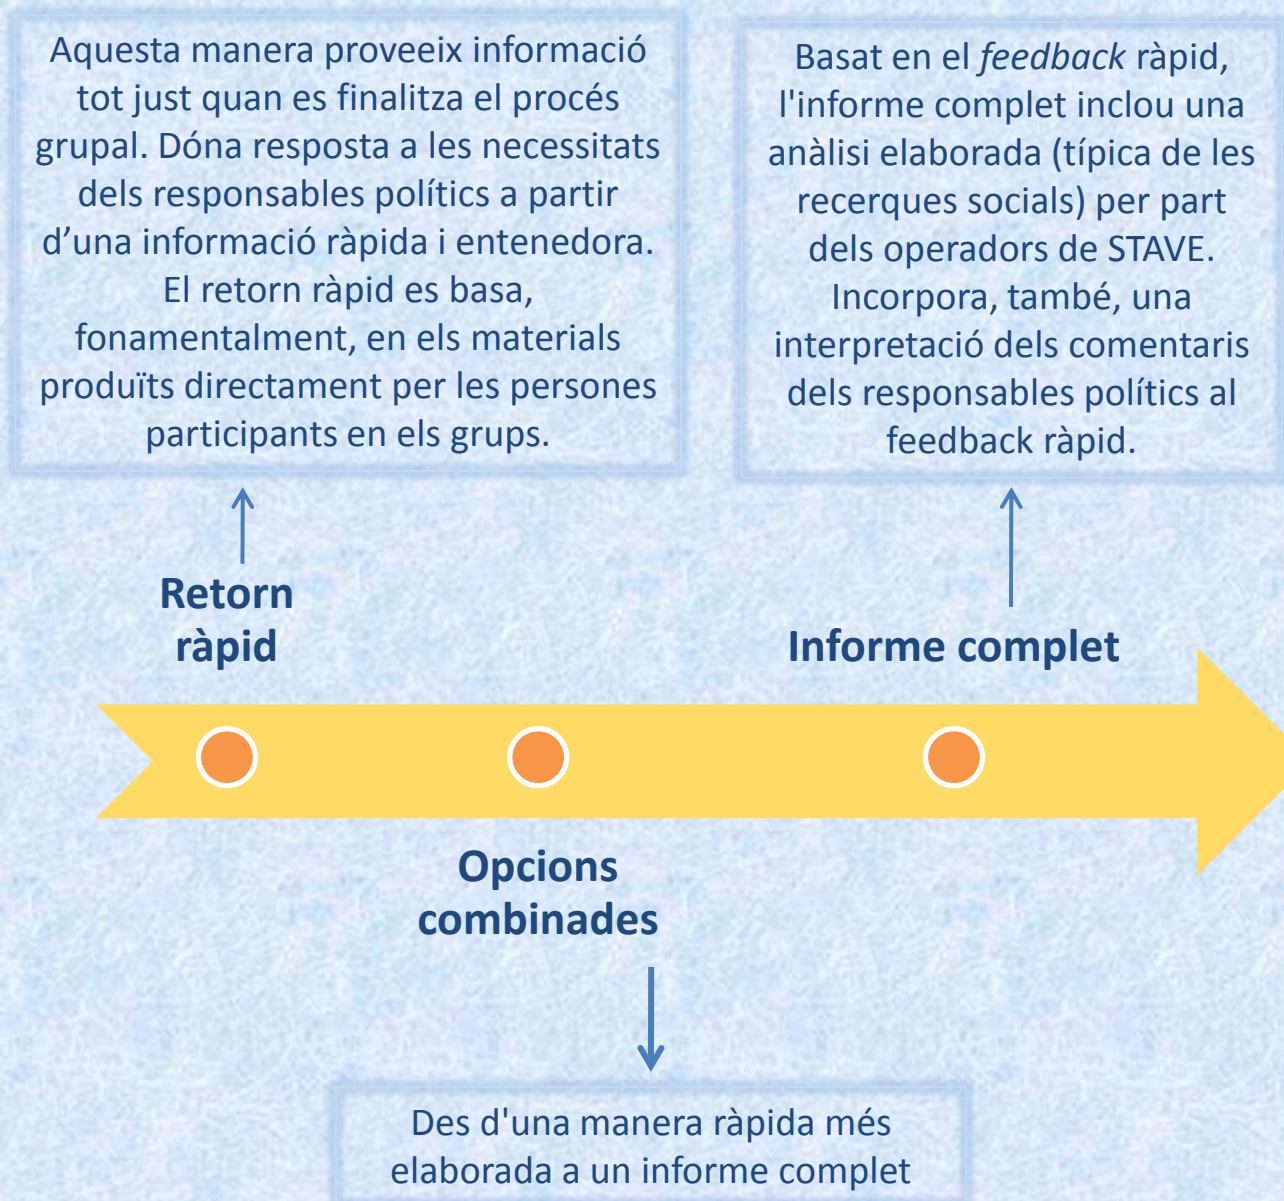 Aquesta manera proveeix informació
tot just quan es finalitza el procés
grupal. Dóna resposta a les necessitats
dels responsables polítics a partir
d’una informació ràpida i entenedora.
El retorn ràpid es basa,
fonamentalment, en els materials
produïts directament per les persones
participants en els grups.
Basat en el feedback ràpid,
l'informe complet inclou una
anàlisi elaborada (típica de les
recerques socials) per part
dels operadors de STAVE.
Incorpora, també, una
interpretació dels comentaris
dels responsables polítics al
feedback ràpid.
Retorn
ràpid
Informe complet
Opcions
combinades
Des d'una manera ràpida més
elaborada a un informe complet